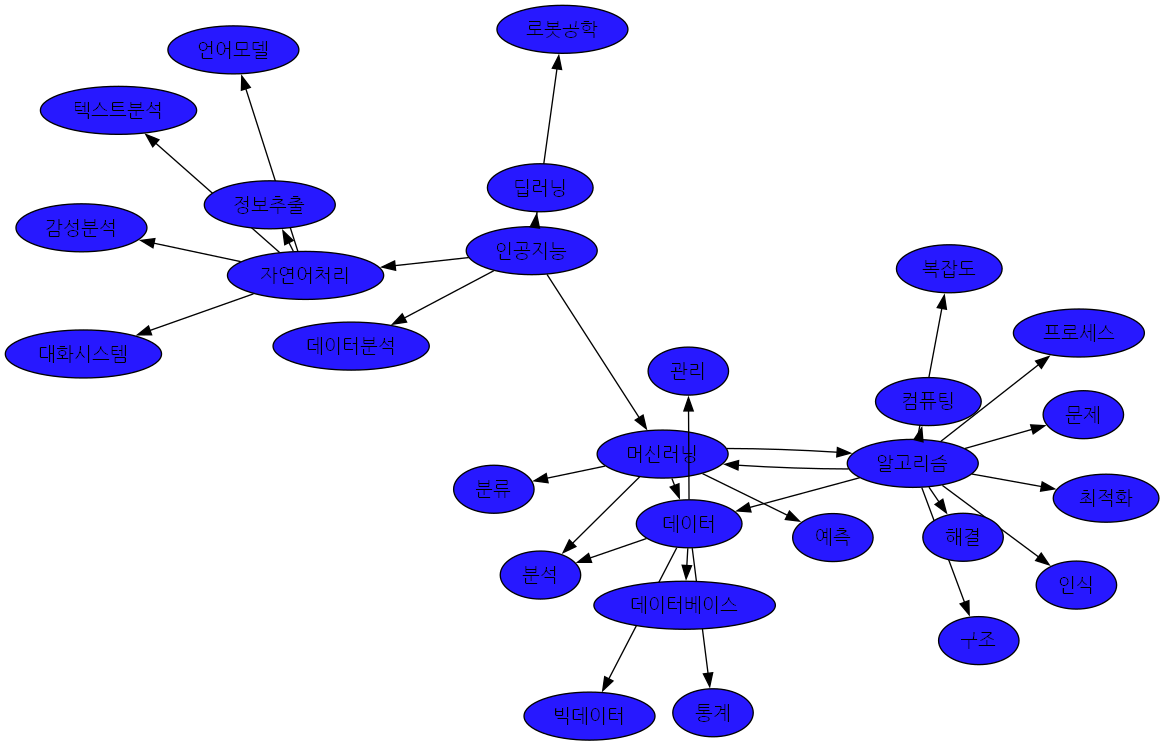 로봇공학
언어모델
텍스트분석
딥러닝
정보추출
감성분석
인공지능
자연어처리
복잡도
프로세스
데이터분석
대화시스템
관리
컴퓨팅
문제
머신러닝
알고리즘
분류
최적화
데이터
예측
해결
분석
인식
데이터베이스
구조
빅데이터
통계